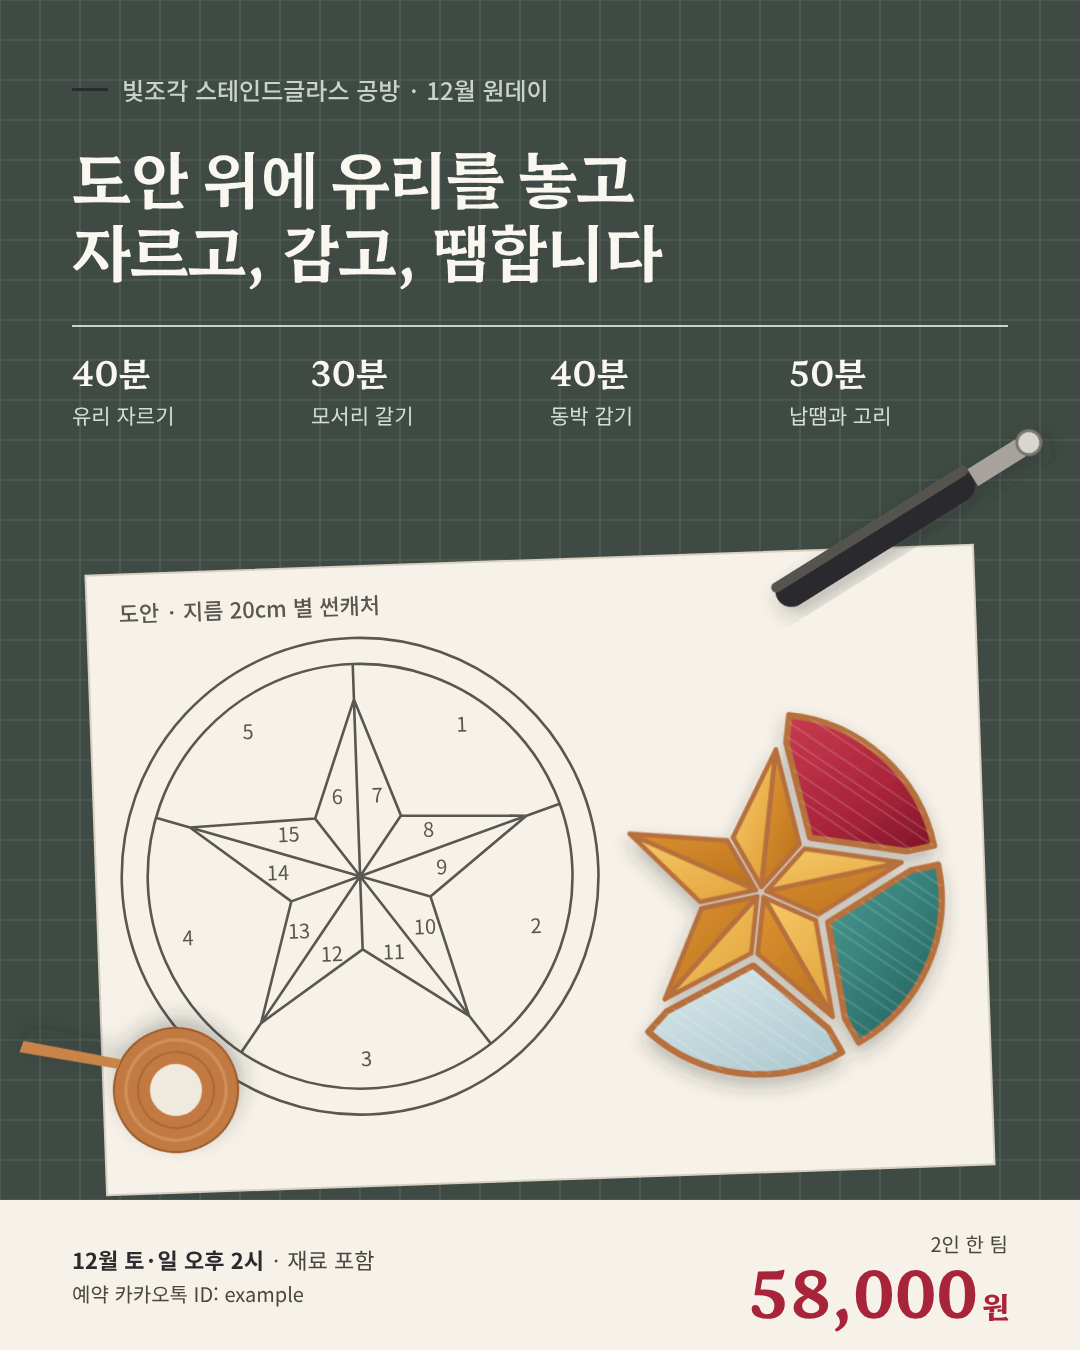 빛조각 스테인드글라스 공방 · 12월 원데이
도안 위에 유리를 놓고
자르고, 감고, 땜합니다
40분
유리 자르기
30분
모서리 갈기
40분
동박 감기
50분
납땜과 고리
도안 · 지름 20cm 별 썬캐처
5
1
6
7
15
8
14
9
13
10
4
2
12
11
3
12월 토·일 오후 2시 · 재료 포함
예약 카카오톡 ID: example
2인 한 팀
58,000원